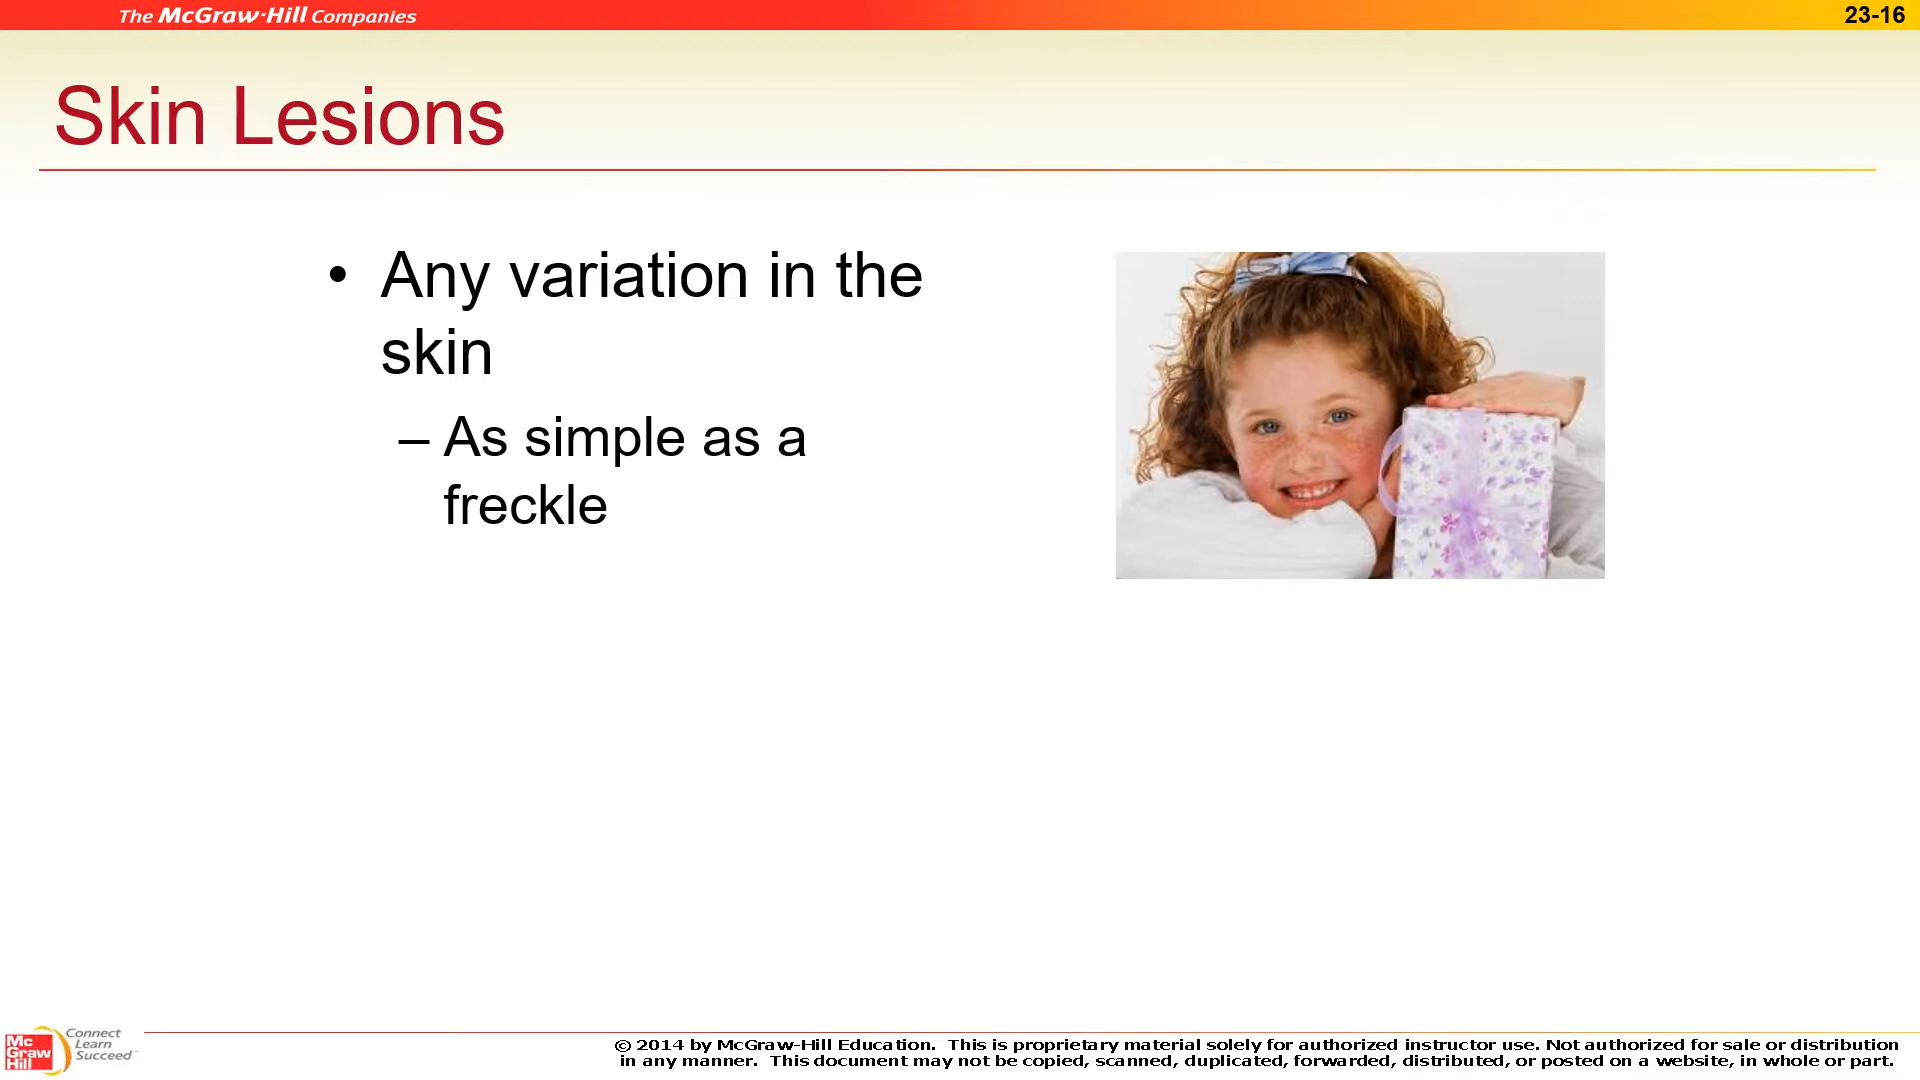 The McGraw-Hill Companies
23-16
Skin Lesions
• Any variation in the
skin
– As simple as a
freckle
Mc
Graw
Hill
Connect
Learn
Succeed™
© 2014 by McGraw-Hill Education.  This is proprietary material solely for authorized instructor use. Not authorized for sale or distribution
in any manner.  This document may not be copied, scanned, duplicated, forwarded, distributed, or posted on a website, in whole or part.